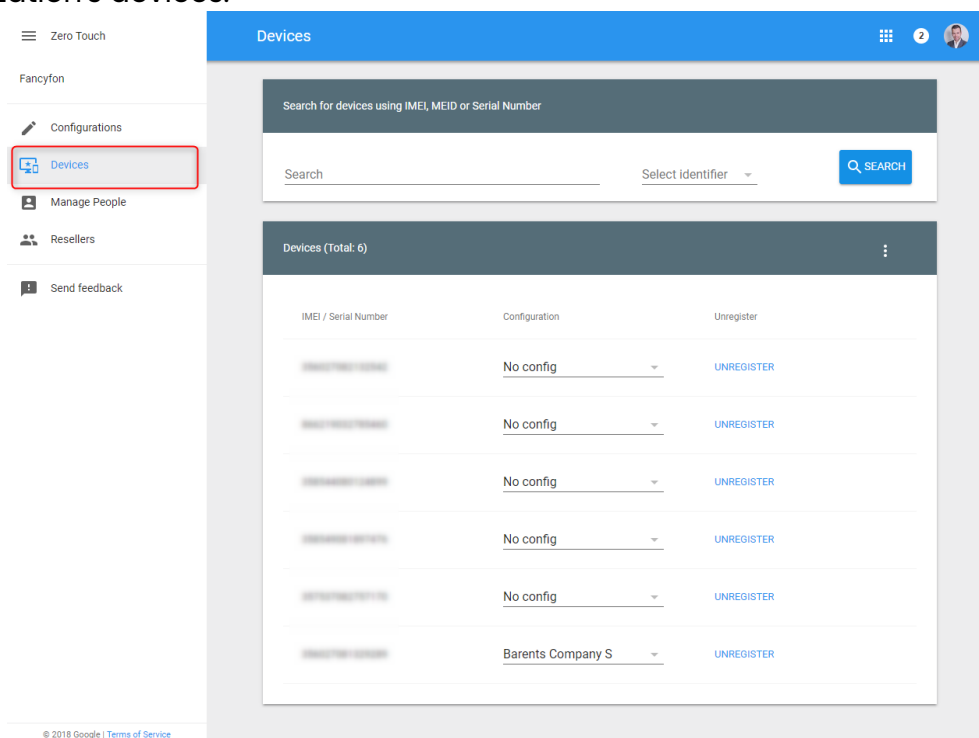 devices.
Zero Touch
Devices
2
Fancyfon
Search for devices using IMEI, MEID or Serial Number
Configurations
Devices
Search
Select identifier
SEARCH
Manage People
Resellers
Devices (Total: 6)
Send feedback
IMEI / Serial Number
Configuration
Unregister
No config
UNREGISTER
No config
UNREGISTER
No config
UNREGISTER
No config
UNREGISTER
No config
UNREGISTER
Barents Company S
UNREGISTER
© 2018 Google | Terms of Service